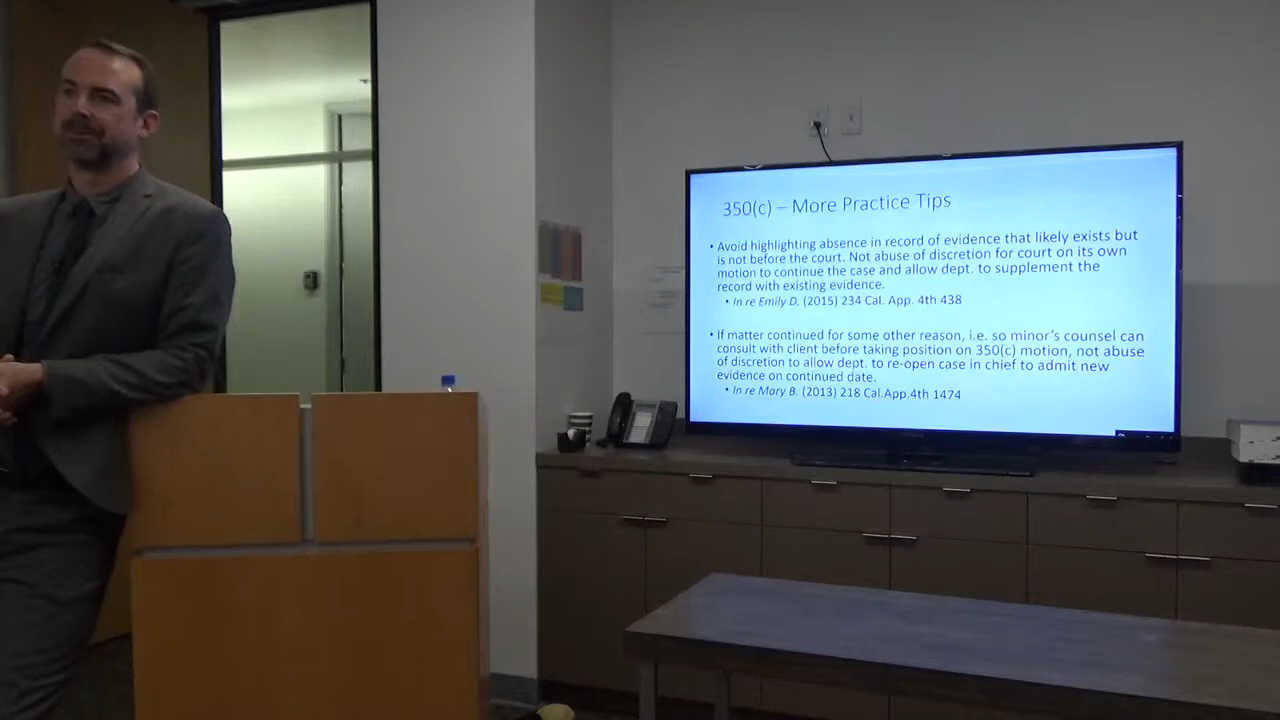 350(c) – More Practice Tips
• Avoid highlighting absence in record of evidence that likely exists but
is not before the court. Not abuse of discretion for court on its own
motion to continue the case and allow dept. to supplement the
record with existing evidence.
• In re Emily D. (2015) 234 Cal. App. 4th 438
• If matter continued for some other reason, i.e. so minor's counsel can
consult with client before taking position on 350(c) motion, not abuse
of discretion to allow dept. to re-open case in chief to admit new
evidence on continued date.
• In re Mary B. (2013) 218 Cal.App.4th 1474